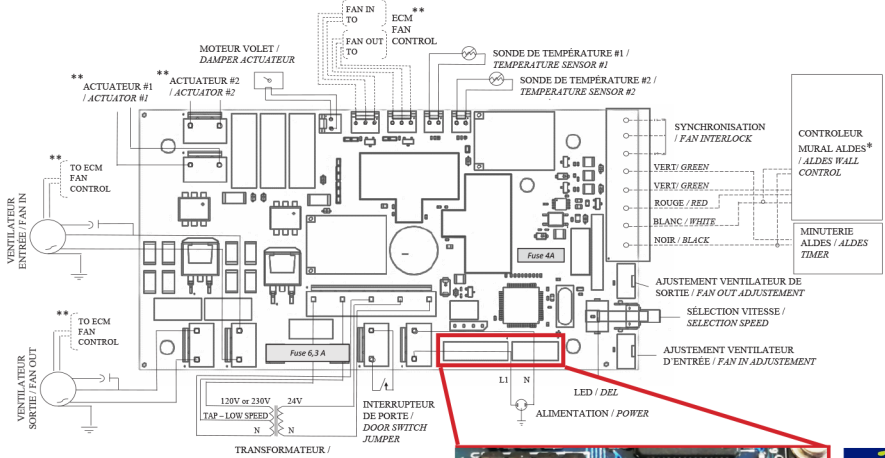 FAN IN
TO
ECM**
FAN
CONTROL
FAN OUT
TO
MOTEUR VOLET /
DAMPER ACTUATEUR
SONDE DE TEMPÉRATURE #1 /
TEMPERATURE SENSOR #1
SONDE DE TEMPÉRATURE #2 /
TEMPERATURE SENSOR #2
** ACTUATEUR #1
/ ACTUATOR #1
** ACTUATEUR #2
/ ACTUATOR #2
SYNCHRONISATION
/ FAN INTERLOCK
CONTROLEUR
MURAL ALDES*
/ ALDES WALL
CONTROL
VERT/ GREEN
VERT/ GREEN
ROUGE / RED
BLANC / WHITE
NOIR / BLACK
MINUTERIE
ALDES / ALDES
TIMER
** TO ECM
FAN
CONTROL
VENTILATEUR
ENTRÉE / FAN IN
Fuse 4A
AJUSTEMENT VENTILATEUR DE
SORTIE / FAN OUT ADJUSTEMENT
SÉLECTION VITESSE /
SELECTION SPEED
AJUSTEMENT VENTILATEUR
D'ENTRÉE / FAN IN ADJUSTEMENT
** TO ECM
FAN
CONTROL
VENTILATEUR
SORTIE / FAN OUT
Fuse 6,3 A
L1 N
LED / DEL
ALIMENTATION / POWER
120V or 230V 24V
TAP – LOW SPEED
N N
INTERRUPTEUR
DE PORTE /
DOOR SWITCH
JUMPER
TRANSFORMATEUR /